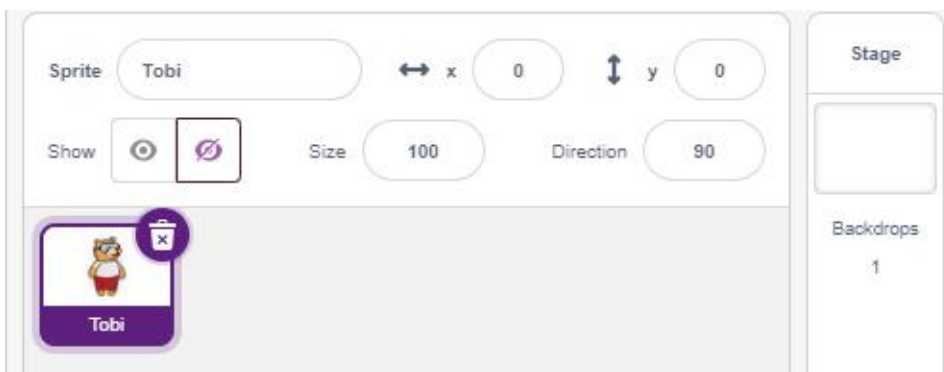 Sprite Tobi x 0 y 0
Show Size 100 Direction 90
Tobi
Stage
Backdrops
1